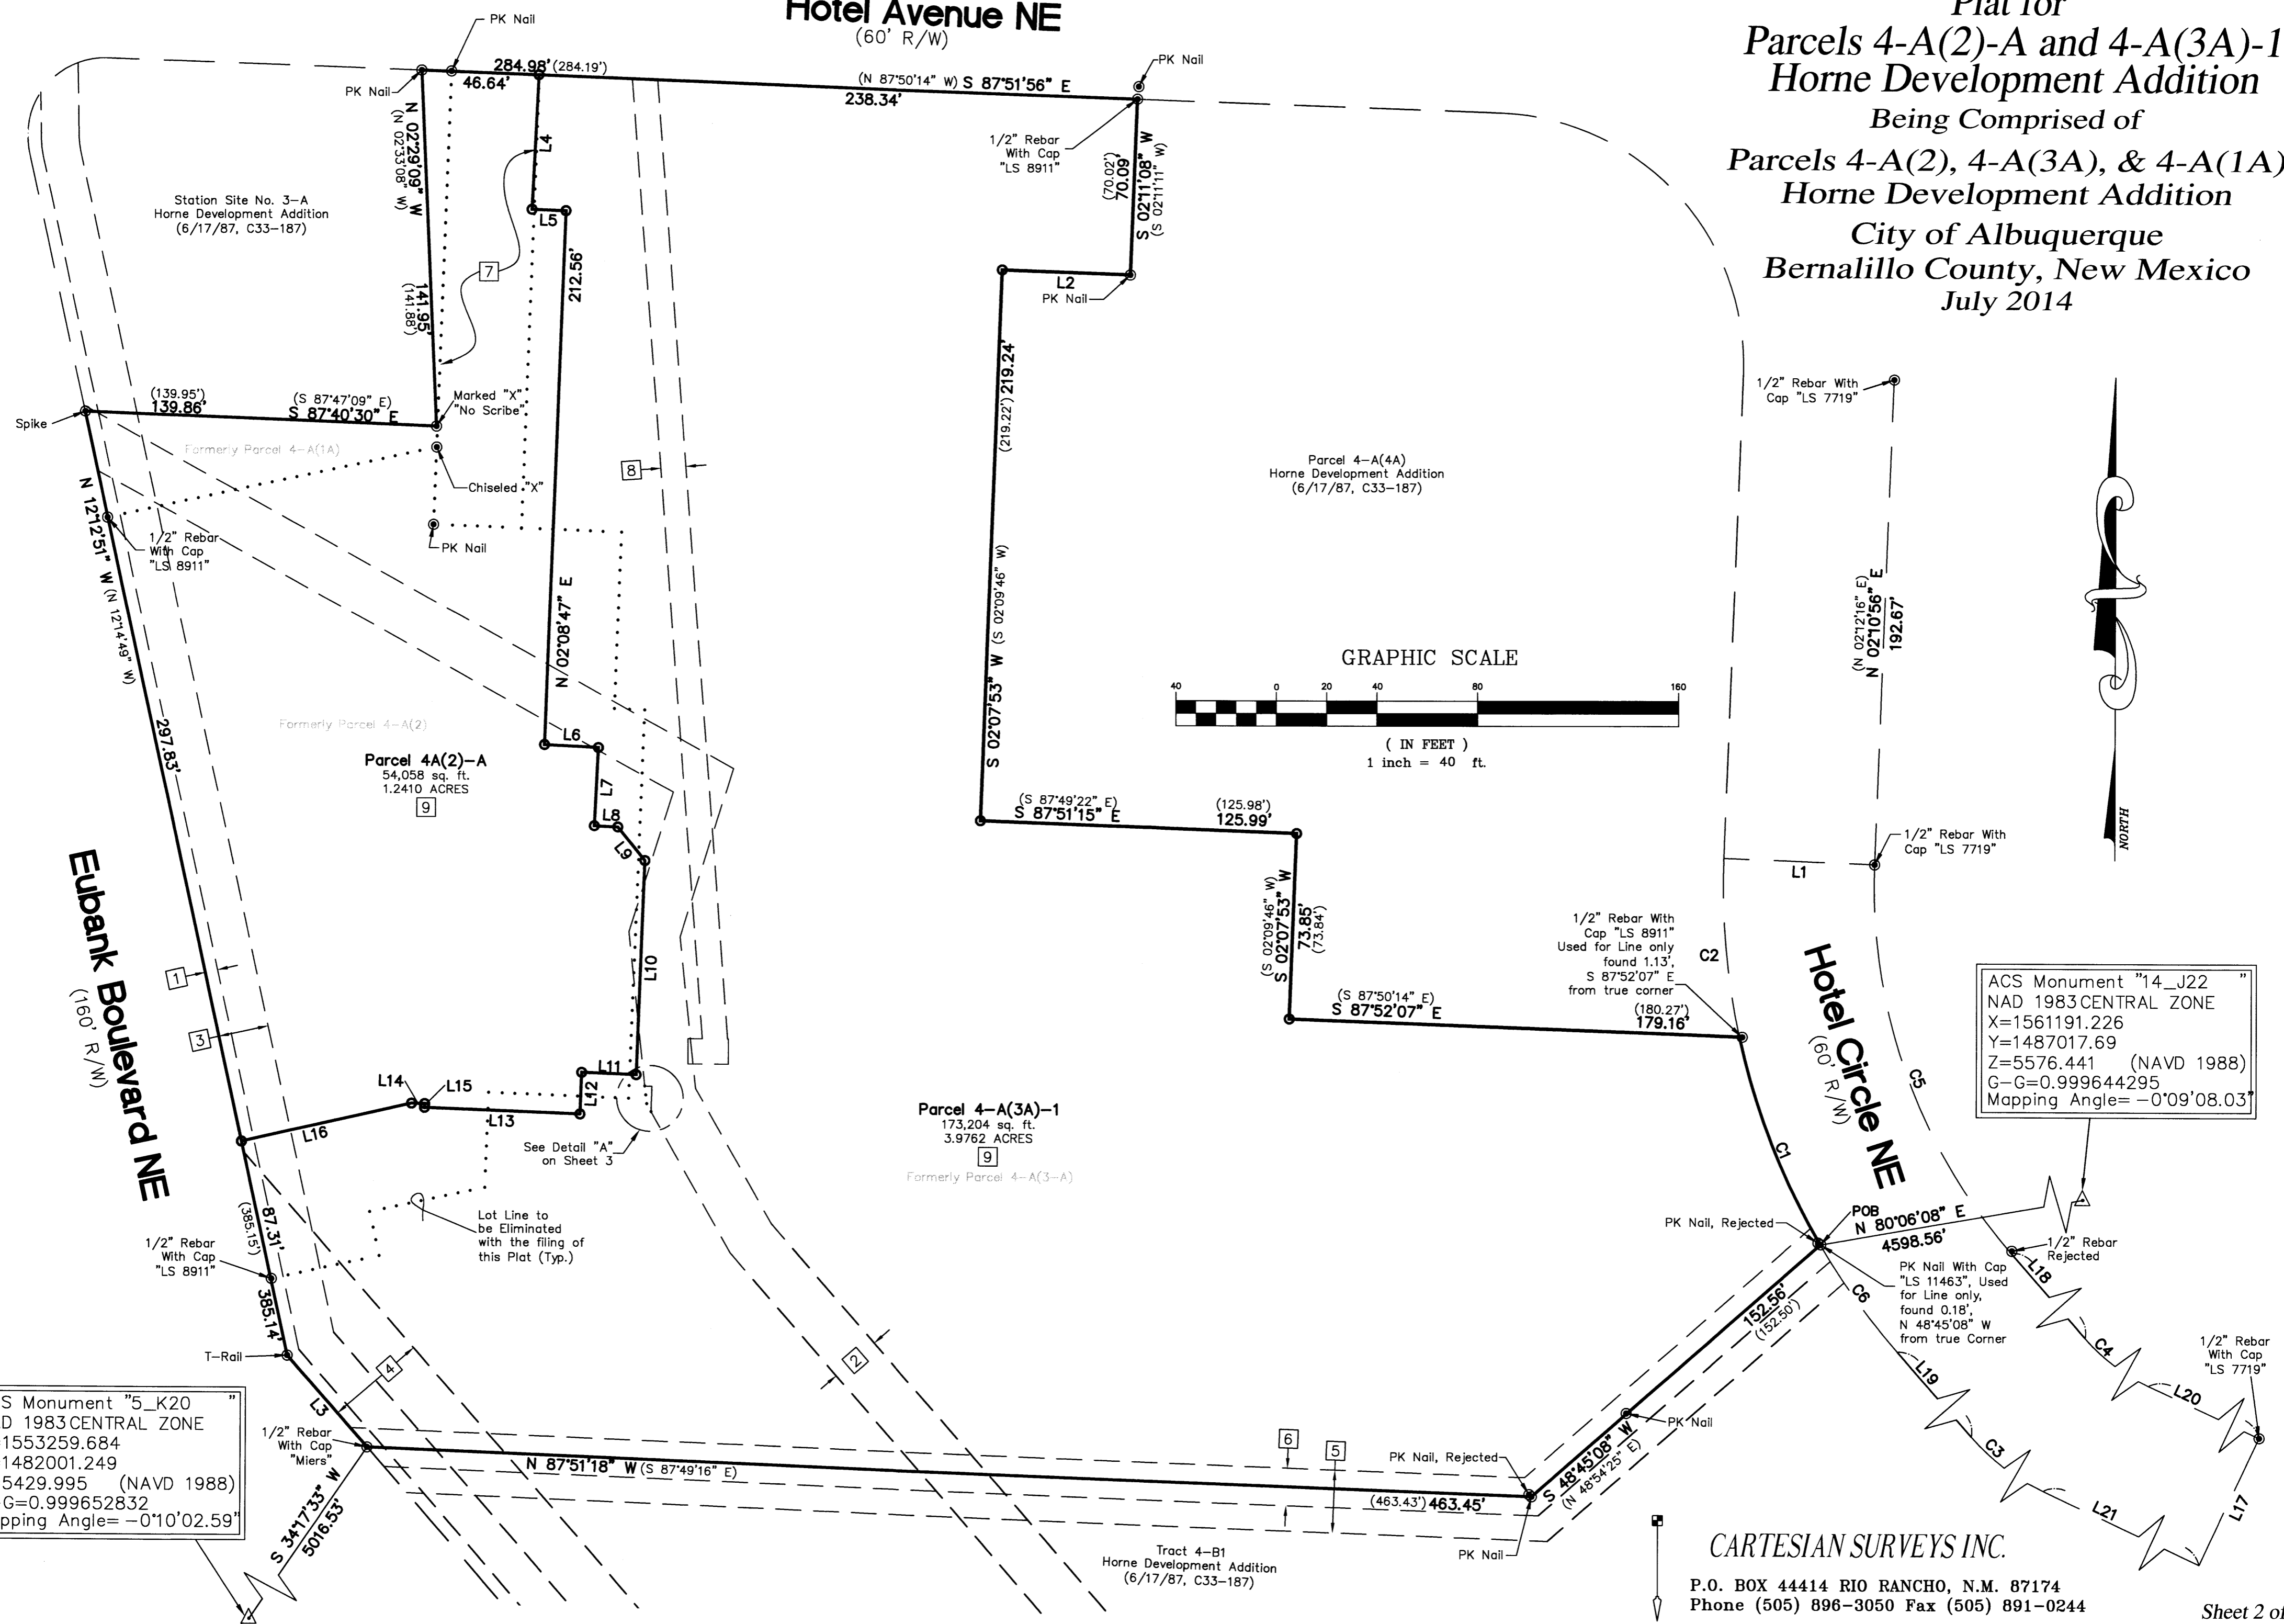 Hotel Avenue NE
(60' R/W)
Plat for
Parcels 4-A(2)-A and 4-A(3A)-1
Horne Development Addition
Being Comprised of
Parcels 4-A(2), 4-A(3A), & 4-A(1A)
Horne Development Addition
City of Albuquerque
Bernalillo County, New Mexico
July 2014
PK Nail
PK Nail
284.98' (284.19')
46.64'
(N 87°50'14" W) S 87°51'56" E
238.34'
PK Nail
1/2" Rebar
With Cap
"LS 8911"
N 02°29'09" W
(N 02°33'08" W)
141.95'
(141.88')
L4
L5
7
212.56'
(70.02')
70.09'
S 02°11'08" W
(S 02°11'11" W)
L2
PK Nail
Station Site No. 3-A
Horne Development Addition
(6/17/87, C33-187)
(139.95')
139.86'
(S 87°47'09" E)
S 87°40'30" E
Spike
Marked "X"
"No Scribe"
Formerly Parcel 4-A(1A)
Chiseled "X"
PK Nail
8
1/2" Rebar
With Cap
"LS 8911"
N 12°12'51" W (N 12°14'49" W)
297.83'
N 02°08'47" E
(219.22') 219.24'
S 02°07'53" W (S 02°09'46" W)
Parcel 4-A(4A)
Horne Development Addition
(6/17/87, C33-187)
1/2" Rebar With
Cap "LS 7719"
(N 02°12'16" E)
N 02°10'56" E
192.67'
NORTH
GRAPHIC SCALE
40 0 20 40 80 160
( IN FEET )
1 inch = 40 ft.
Formerly Parcel 4-A(2)
Parcel 4A(2)-A
54,058 sq. ft.
1.2410 ACRES
9
L6
L7
L8
L9
L10
(S 87°49'22" E)
S 87°51'15" E
(125.98')
125.99'
(S 02°09'46" W)
S 02°07'53" W
73.85'
(73.84')
1/2" Rebar With
Cap "LS 7719"
L1
1/2" Rebar With
Cap "LS 8911"
Used for Line only
found 1.13',
S 87°52'07" E
from true corner
C2
(S 87°50'14" E)
S 87°52'07" E
(180.27')
179.16'
Eubank Boulevard NE
(160' R/W)
1
3
L11
L12
L13
L14
L15
L16
See Detail "A"
on Sheet 3
Parcel 4-A(3A)-1
173,204 sq. ft.
3.9762 ACRES
9
Formerly Parcel 4-A(3-A)
Hotel Circle NE
(60' R/W)
C5
C1
ACS Monument "14_J22 "
NAD 1983 CENTRAL ZONE
X=1561191.226
Y=1487017.69
Z=5576.441 (NAVD 1988)
G-G=0.999644295
Mapping Angle= -0°09'08.03"
POB
N 80°06'08" E
4598.56'
PK Nail, Rejected
1/2" Rebar
Rejected
PK Nail With Cap
"LS 11463", Used
for Line only,
found 0.18',
N 48°45'08" W
from true Corner
L18
C6
C4
L19
L20
C3
L21
L17
1/2" Rebar
With Cap
"LS 7719"
Lot Line to
be Eliminated
with the filing of
this Plat (Typ.)
87.31'
(385.15')
385.14'
1/2" Rebar
With Cap
"LS 8911"
T-Rail
L3
4
2
152.56'
(152.50')
PK Nail
S 48°45'08" W
(N 48°54'25" E)
PK Nail, Rejected
6
5
1/2" Rebar
With Cap
"Miers"
N 87°51'18" W (S 87°49'16" E)
(463.43') 463.45'
S 34°17'33" W
5016.53'
S Monument "5_K20 "
D 1983 CENTRAL ZONE
1553259.684
1482001.249
5429.995 (NAVD 1988)
G=0.999652832
pping Angle= -0°10'02.59"
PK Nail
Tract 4-B1
Horne Development Addition
(6/17/87, C33-187)
CARTESIAN SURVEYS INC.
P.O. BOX 44414 RIO RANCHO, N.M. 87174
Phone (505) 896-3050 Fax (505) 891-0244
Sheet 2 of